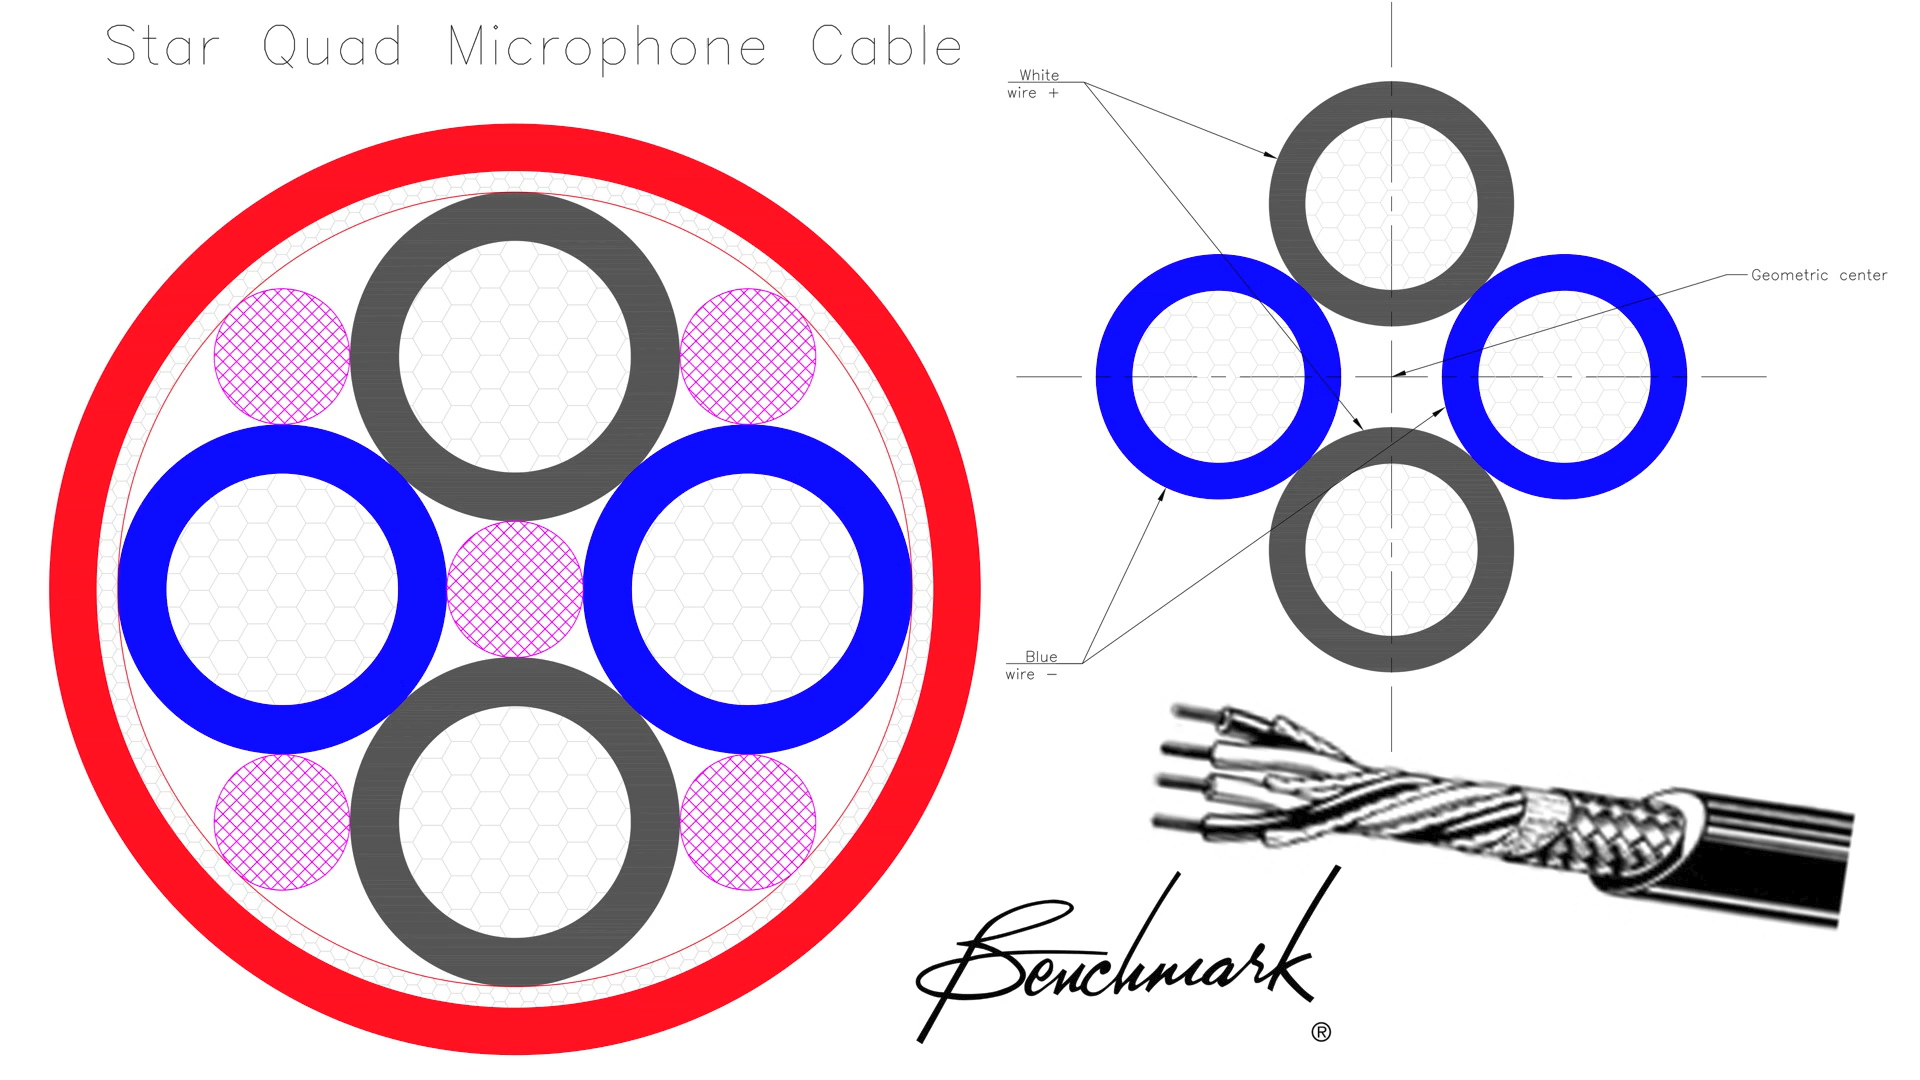 Star Quad Microphone Cable
White
wire +
Geometric center
Blue
wire −
Benchmark
®